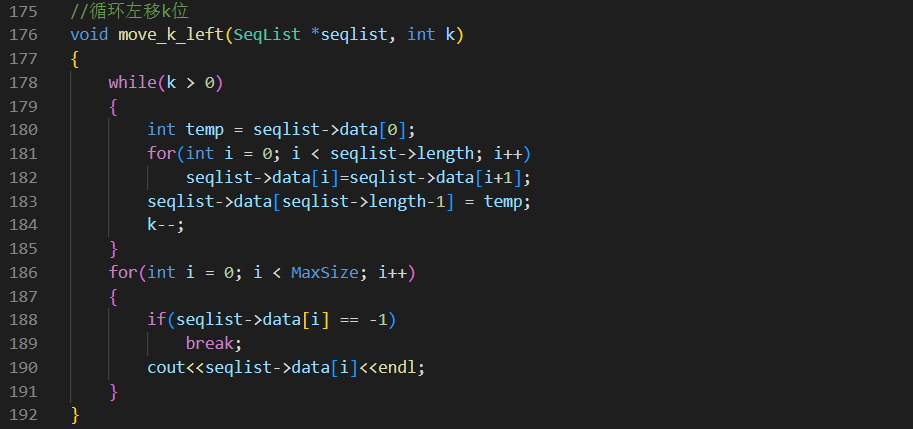 175 //循环左移k位
176 void move_k_left(SeqList *seqlist, int k)
177 {
178     while(k > 0)
179     {
180         int temp = seqlist->data[0];
181         for(int i = 0; i < seqlist->length; i++)
182             seqlist->data[i]=seqlist->data[i+1];
183         seqlist->data[seqlist->length-1] = temp;
184         k--;
185     }
186     for(int i = 0; i < MaxSize; i++)
187     {
188         if(seqlist->data[i] == -1)
189             break;
190         cout<<seqlist->data[i]<<endl;
191     }
192 }